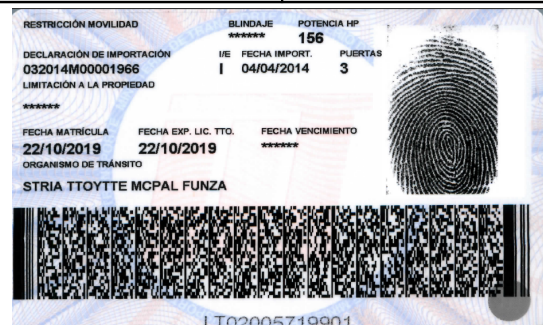 RESTRICCIÓN MOVILIDAD BLINDAJE POTENCIA HP
****** 156
DECLARACIÓN DE IMPORTACIÓN I/E FECHA IMPORT. PUERTAS
032014M00001966 I 04/04/2014 3
LIMITACIÓN A LA PROPIEDAD
******
FECHA MATRÍCULA FECHA EXP. LIC. TTO. FECHA VENCIMIENTO
22/10/2019 22/10/2019 ******
ORGANISMO DE TRÁNSITO
STRIA TTOYTTE MCPAL FUNZA
LT02005719901